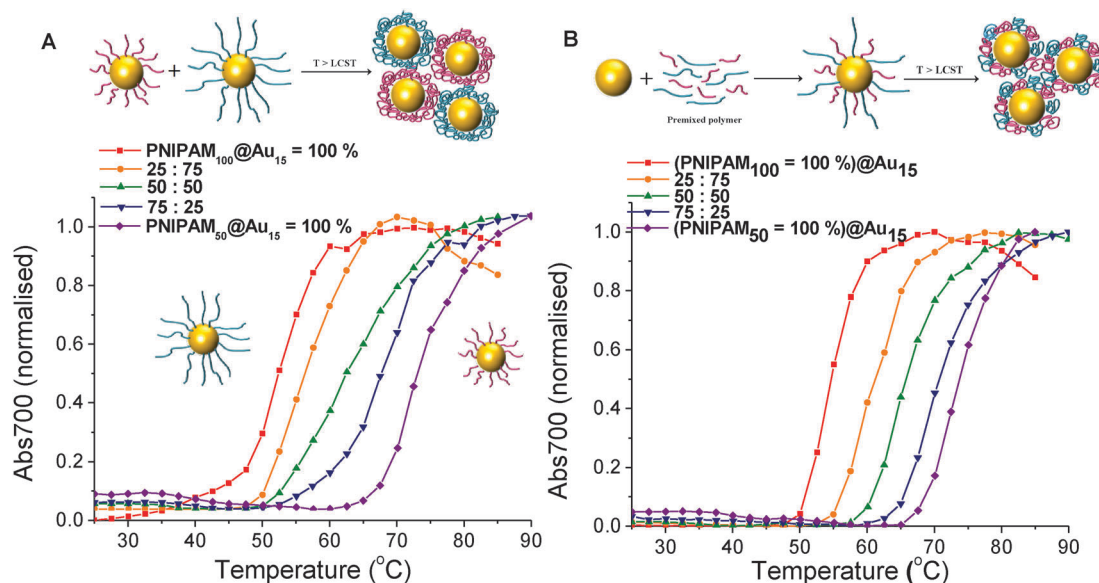 A
+
T > LCST
PNIPAM100@Au15 = 100 %
25 : 75
50 : 50
75 : 25
PNIPAM50@Au15 = 100 %
1.0
0.8
0.6
0.4
0.2
0.0
Abs700 (normalised)
30 40 50 60 70 80 90
Temperature (°C)
B
+
Premixed polymer
T > LCST
(PNIPAM100 = 100 %)@Au15
25 : 75
50 : 50
75 : 25
(PNIPAM50 = 100 %)@Au15
1.0
0.8
0.6
0.4
0.2
0.0
Abs700 (normalised)
30 40 50 60 70 80 90
Temperature (°C)